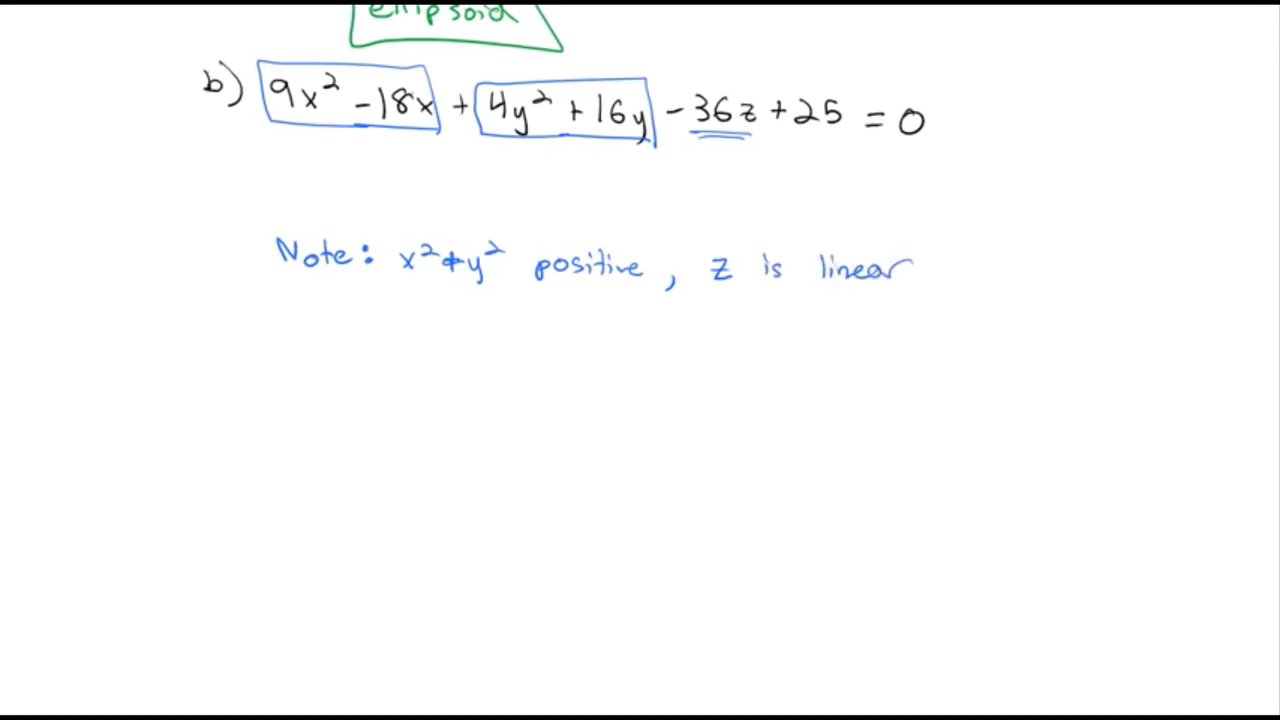 ellipsoid
b) 9x² - 18x + 4y² + 16y - 36z + 25 = 0
Note: x² + y² positive, z is linear